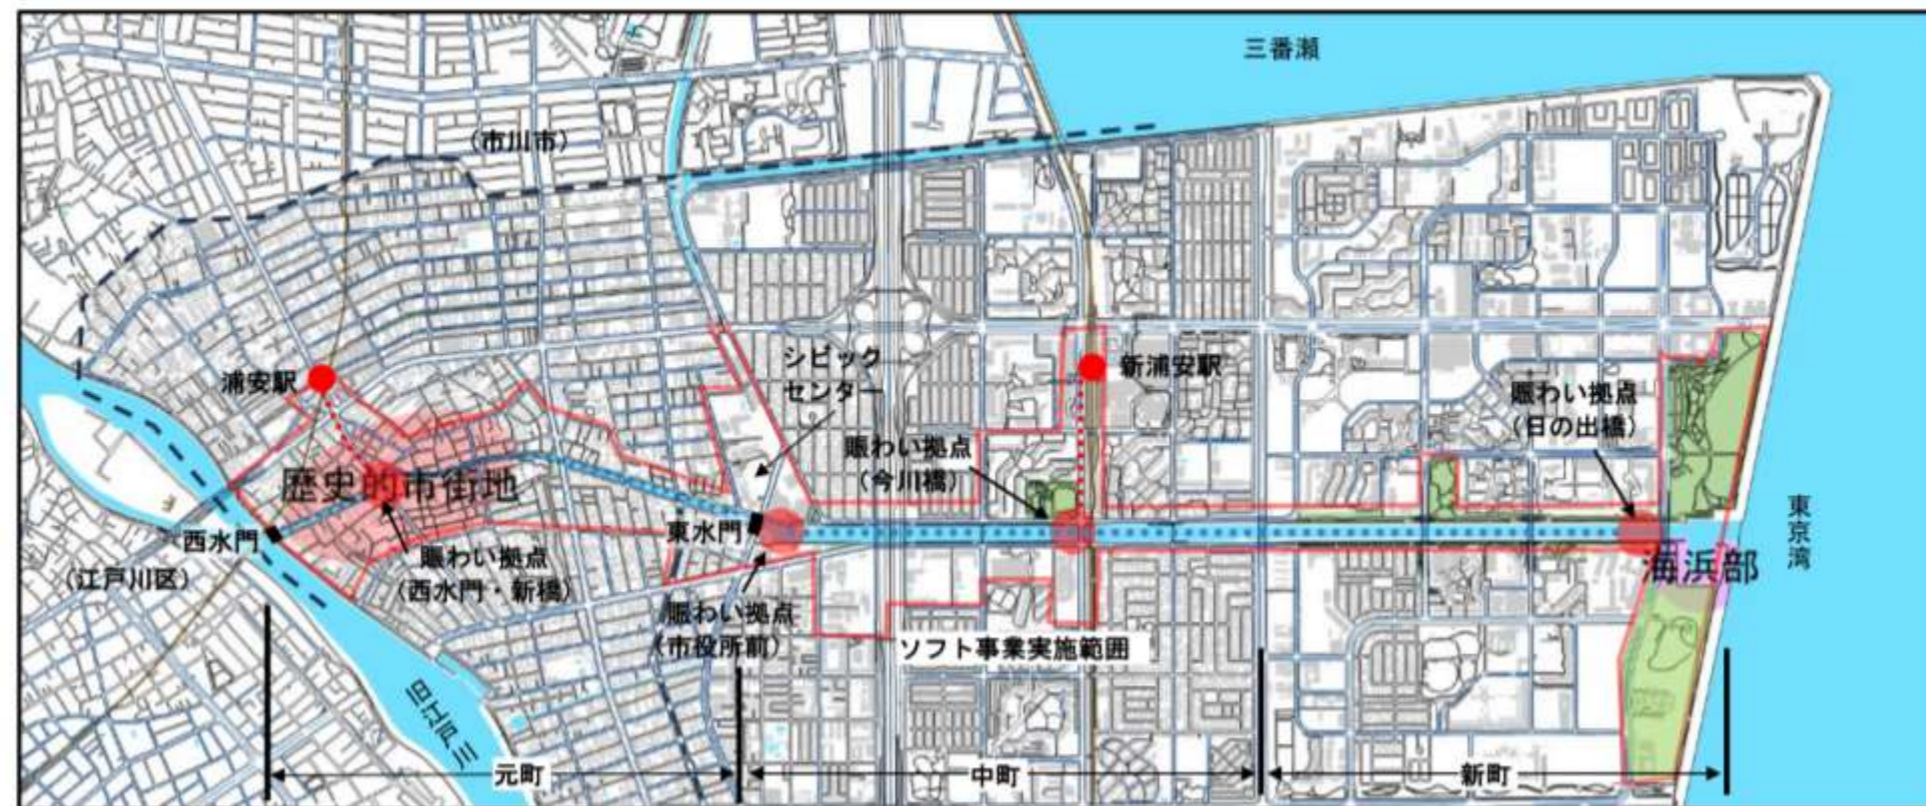 三番瀬
（市川市）
シビック
センター
浦安駅
新浦安駅
賑わい拠点
（日の出橋）
賑わい拠点
（今川橋）
歴史的市街地
東京湾
西水門
東水門
賑わい拠点
（西水門・新橋）
（江戸川区）
海浜部
賑わい拠点
（市役所前）
ソフト事業実施範囲
旧江戸川
元町
中町
新町